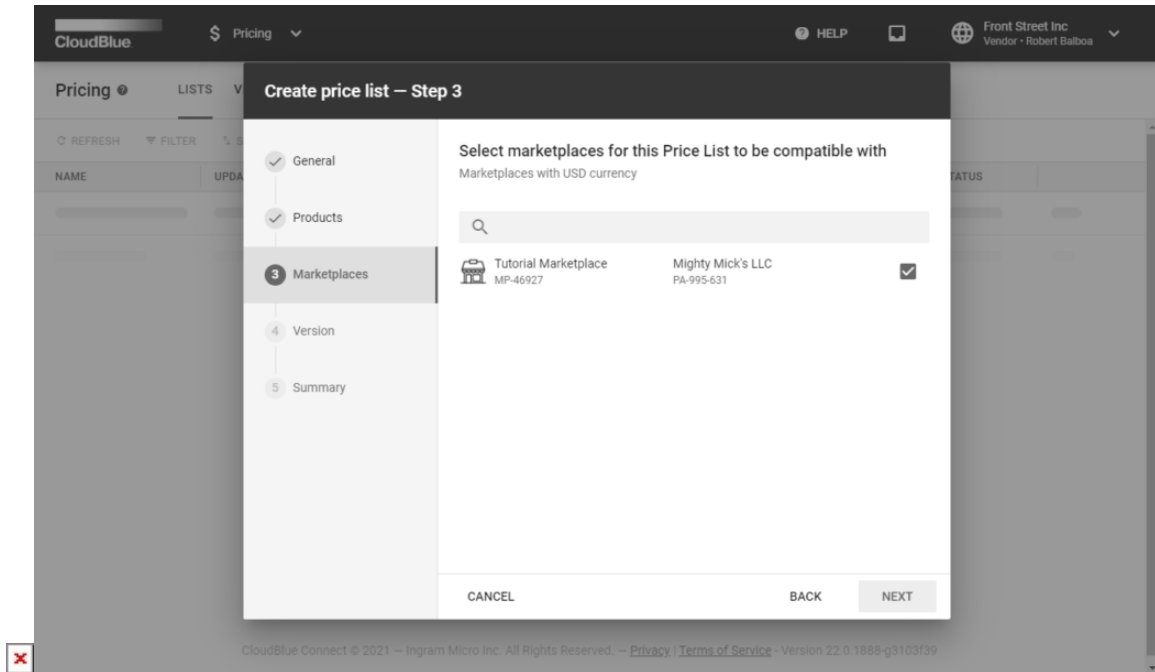 CloudBlue
$ Pricing
HELP
Front Street Inc
Vendor • Robert Balboa
Pricing
LISTS V
Create price list — Step 3
REFRESH
FILTER
S
NAME
UPDA
TATUS
General
Products
3 Marketplaces
4 Version
5 Summary
Select marketplaces for this Price List to be compatible with
Marketplaces with USD currency
Tutorial Marketplace
MP-46927
Mighty Mick's LLC
PA-995-631
CANCEL
BACK
NEXT
CloudBlue Connect © 2021 — Ingram Micro Inc. All Rights Reserved. — Privacy | Terms of Service - Version 22.0.1888-g3103f39